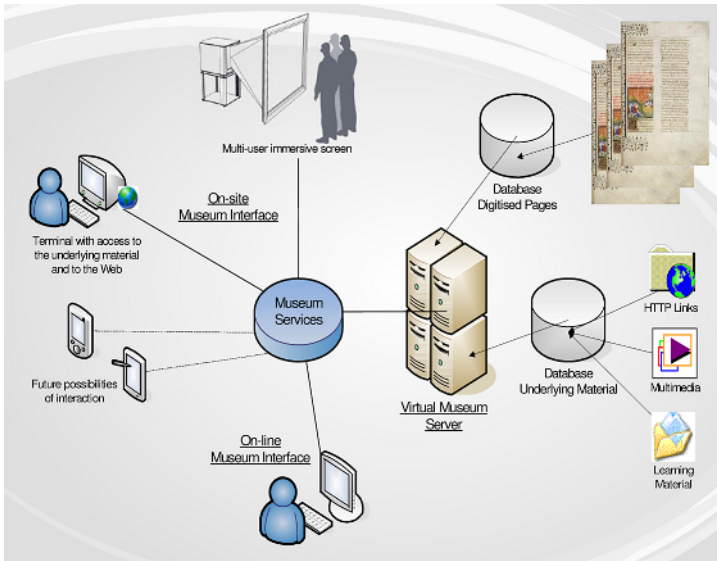 Multi-user immersive screen
On-site
Museum Interface
Terminal with access to
the underlying material
and to the Web
Database
Digitised Pages
Museum
Services
HTTP Links
Future possibilities
of interaction
Database
Underlying Material
Multimedia
Virtual Museum
Server
On-line
Museum Interface
Learning
Material